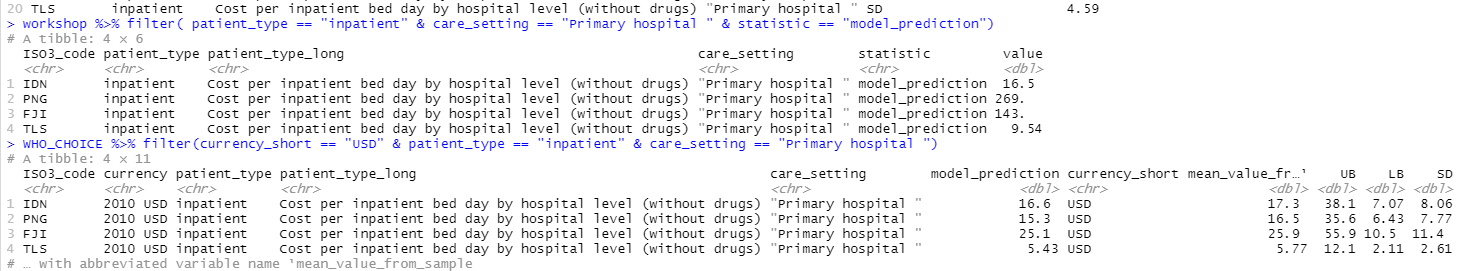 20 TLS      inpatient    Cost per inpatient bed day by hospital level (without drugs) "Primary hospital " SD                 4.59
> workshop %>% filter( patient_type == "inpatient" & care_setting == "Primary hospital " & statistic == "model_prediction")
# A tibble: 4 × 6
  ISO3_code patient_type patient_type_long                                            care_setting        statistic         value
  <chr>     <chr>        <chr>                                                        <chr>               <chr>             <dbl>
1 IDN       inpatient    Cost per inpatient bed day by hospital level (without drugs) "Primary hospital " model_prediction  16.5
2 PNG       inpatient    Cost per inpatient bed day by hospital level (without drugs) "Primary hospital " model_prediction 269.
3 FJI       inpatient    Cost per inpatient bed day by hospital level (without drugs) "Primary hospital " model_prediction 143.
4 TLS       inpatient    Cost per inpatient bed day by hospital level (without drugs) "Primary hospital " model_prediction   9.54
> WHO_CHOICE %>% filter(currency_short == "USD" & patient_type == "inpatient" & care_setting == "Primary hospital ")
# A tibble: 4 × 11
  ISO3_code currency patient_type patient_type_long                                            care_setting        model_prediction currency_short mean_value_fr…¹    UB    LB    SD
  <chr>     <chr>    <chr>        <chr>                                                        <chr>                          <dbl> <chr>                    <dbl> <dbl> <dbl> <dbl>
1 IDN       2010 USD inpatient    Cost per inpatient bed day by hospital level (without drugs) "Primary hospital "            16.6  USD                      17.3   38.1  7.07  8.06
2 PNG       2010 USD inpatient    Cost per inpatient bed day by hospital level (without drugs) "Primary hospital "            15.3  USD                      16.5   35.6  6.43  7.77
3 FJI       2010 USD inpatient    Cost per inpatient bed day by hospital level (without drugs) "Primary hospital "            25.1  USD                      25.9   55.9 10.5  11.4
4 TLS       2010 USD inpatient    Cost per inpatient bed day by hospital level (without drugs) "Primary hospital "             5.43 USD                       5.77  12.1  2.11  2.61
# … with abbreviated variable name ¹mean_value_from_sample